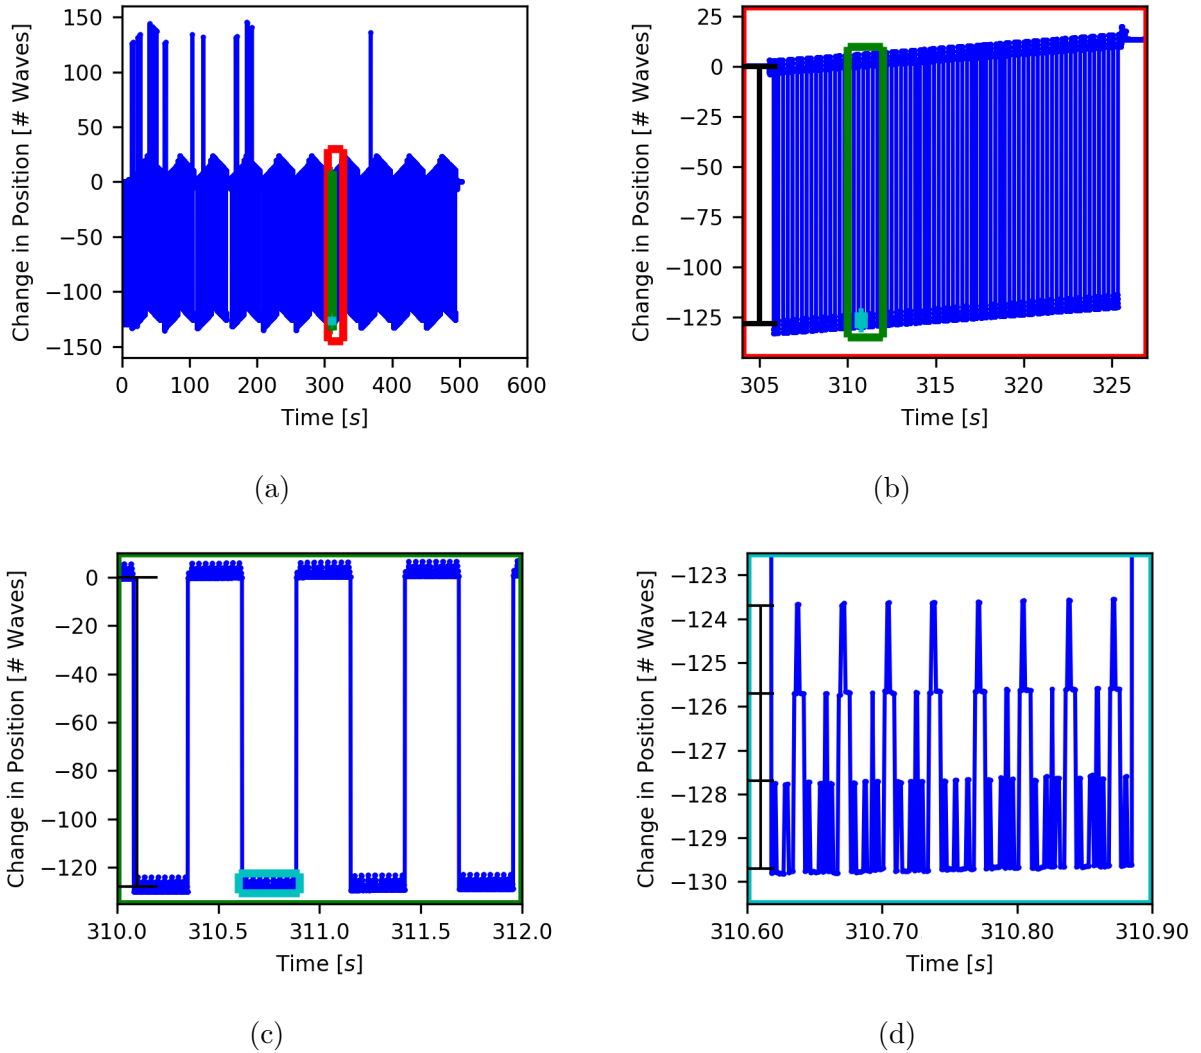 150
100
50
0
−50
−100
−150
Change in Position [# Waves]
0 100 200 300 400 500 600
Time [s]
(a)
25
0
−25
−50
−75
−100
−125
Change in Position [# Waves]
305 310 315 320 325
Time [s]
(b)
0
−20
−40
−60
−80
−100
−120
Change in Position [# Waves]
310.0 310.5 311.0 311.5 312.0
Time [s]
(c)
−123
−124
−125
−126
−127
−128
−129
−130
Change in Position [# Waves]
310.60 310.70 310.80 310.90
Time [s]
(d)